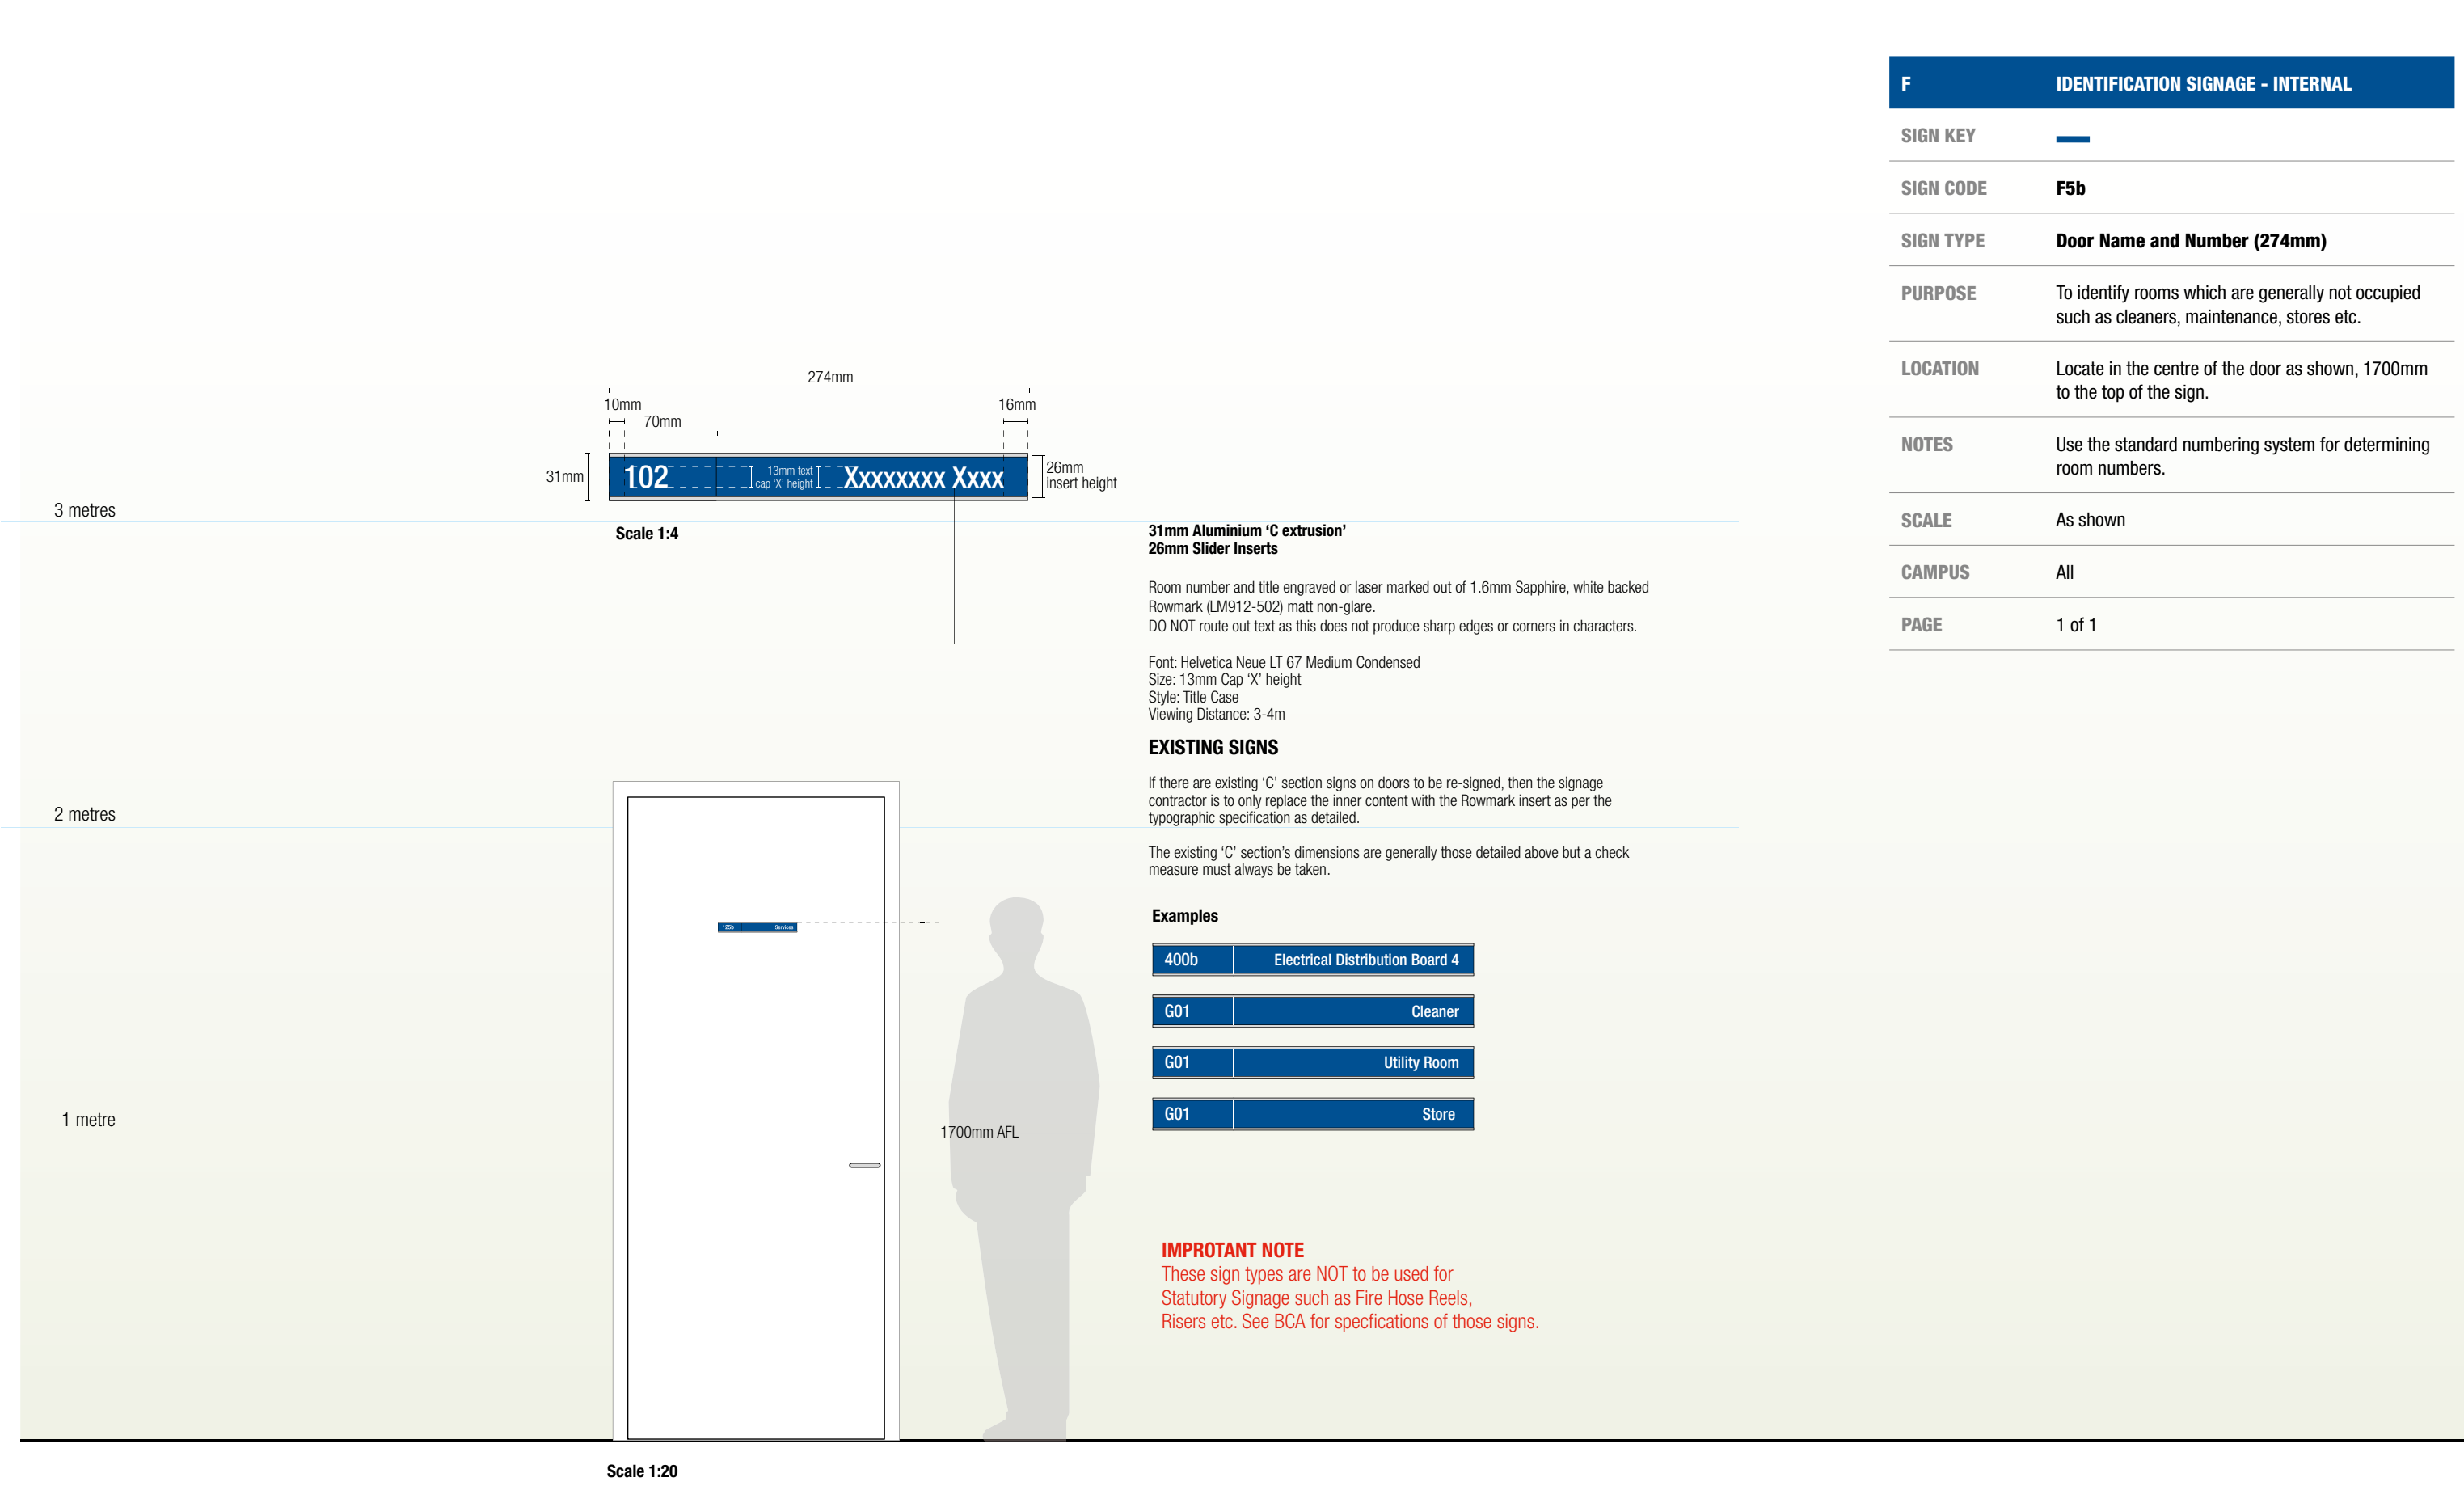 F IDENTIFICATION SIGNAGE - INTERNAL
SIGN KEY
SIGN CODE F5b
SIGN TYPE Door Name and Number (274mm)
PURPOSE To identify rooms which are generally not occupied
such as cleaners, maintenance, stores etc.
LOCATION Locate in the centre of the door as shown, 1700mm
to the top of the sign.
NOTES Use the standard numbering system for determining
room numbers.
SCALE As shown
CAMPUS All
PAGE 1 of 1
274mm
10mm 16mm
70mm
31mm
102
13mm text
cap ‘X’ height
Xxxxxxxx Xxxx
26mm
insert height
Scale 1:4
3 metres
2 metres
1 metre
31mm Aluminium ‘C extrusion’
26mm Slider Inserts
Room number and title engraved or laser marked out of 1.6mm Sapphire, white backed
Rowmark (LM912-502) matt non-glare.
DO NOT route out text as this does not produce sharp edges or corners in characters.
Font: Helvetica Neue LT 67 Medium Condensed
Size: 13mm Cap ‘X’ height
Style: Title Case
Viewing Distance: 3-4m
EXISTING SIGNS
If there are existing ‘C’ section signs on doors to be re-signed, then the signage
contractor is to only replace the inner content with the Rowmark insert as per the
typographic specification as detailed.
The existing ‘C’ section’s dimensions are generally those detailed above but a check
measure must always be taken.
Examples
400b Electrical Distribution Board 4
G01 Cleaner
G01 Utility Room
G01 Store
125b Services
1700mm AFL
IMPROTANT NOTE
These sign types are NOT to be used for
Statutory Signage such as Fire Hose Reels,
Risers etc. See BCA for specfications of those signs.
Scale 1:20